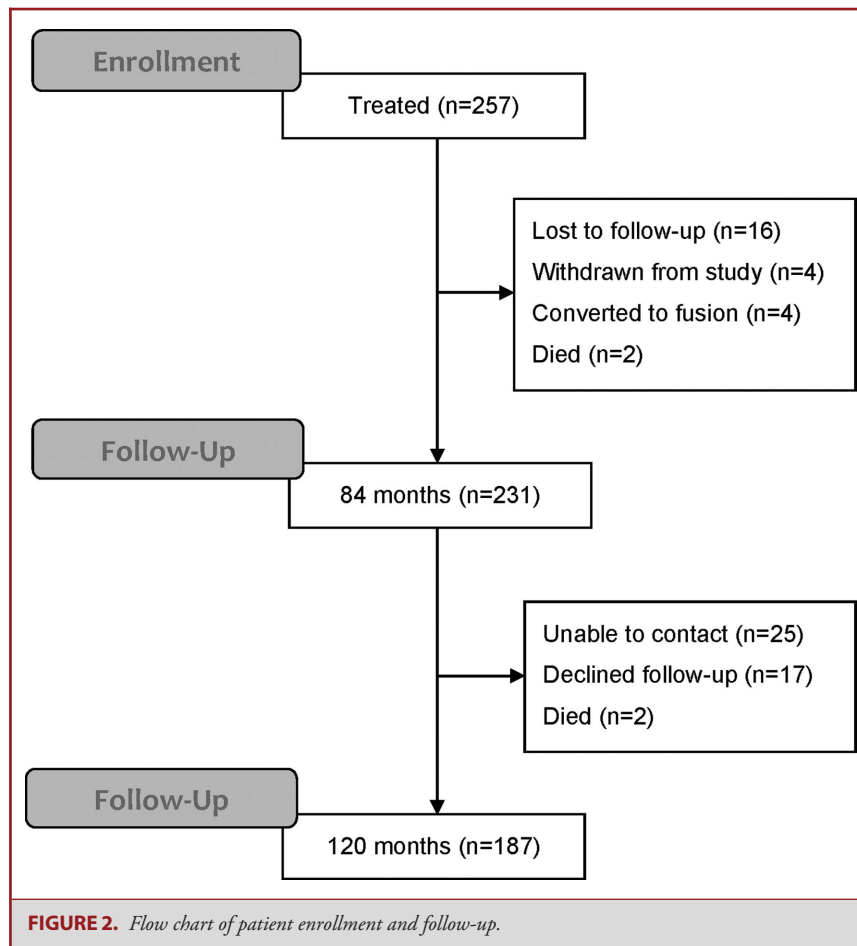 Enrollment
Treated (n=257)
Lost to follow-up (n=16)
Withdrawn from study (n=4)
Converted to fusion (n=4)
Died (n=2)
Follow-Up
84 months (n=231)
Unable to contact (n=25)
Declined follow-up (n=17)
Died (n=2)
Follow-Up
120 months (n=187)
FIGURE 2. Flow chart of patient enrollment and follow-up.